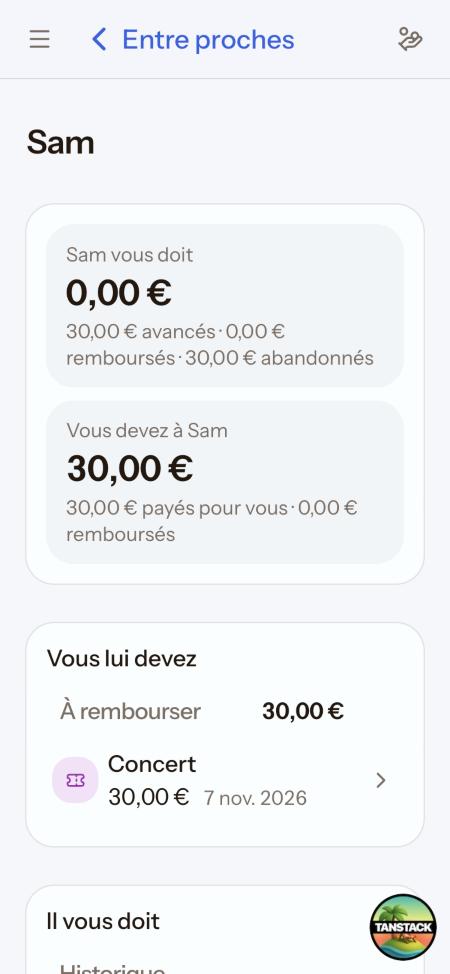 Entre proches
Sam
Sam vous doit
0,00 €
30,00 € avancés · 0,00 €
remboursés · 30,00 € abandonnés
Vous devez à Sam
30,00 €
30,00 € payés pour vous · 0,00 €
remboursés
Vous lui devez
À rembourser 30,00 €
Concert
30,00 € 7 nov. 2026
Il vous doit
TANSTACK
Historique